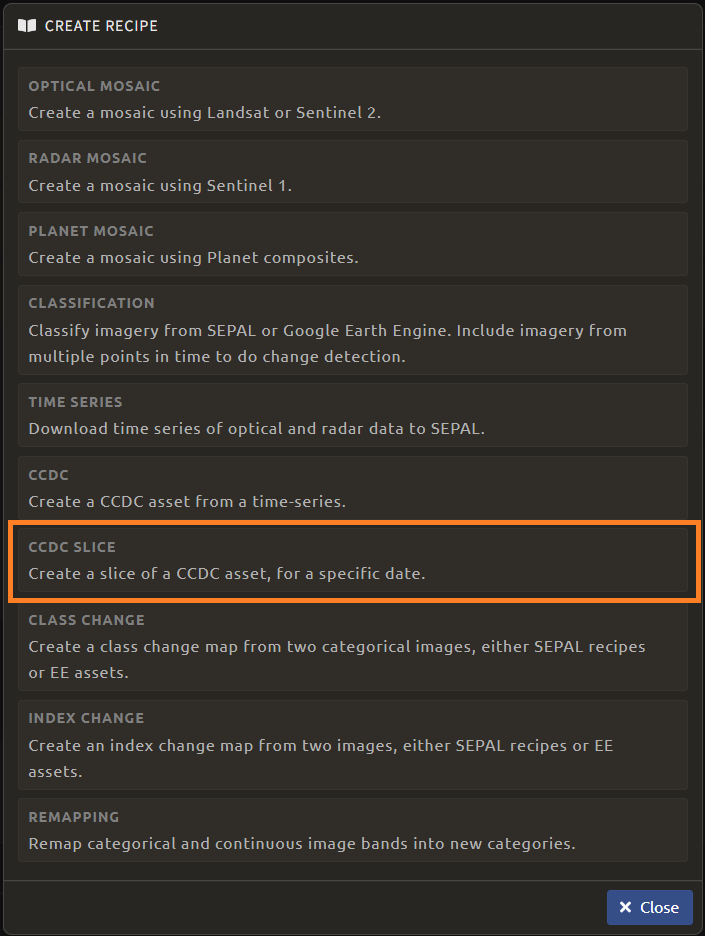 CREATE RECIPE
OPTICAL MOSAIC
Create a mosaic using Landsat or Sentinel 2.
RADAR MOSAIC
Create a mosaic using Sentinel 1.
PLANET MOSAIC
Create a mosaic using Planet composites.
CLASSIFICATION
Classify imagery from SEPAL or Google Earth Engine. Include imagery from
multiple points in time to do change detection.
TIME SERIES
Download time series of optical and radar data to SEPAL.
CCDC
Create a CCDC asset from a time-series.
CCDC SLICE
Create a slice of a CCDC asset, for a specific date.
CLASS CHANGE
Create a class change map from two categorical images, either SEPAL recipes
or EE assets.
INDEX CHANGE
Create an index change map from two images, either SEPAL recipes or EE
assets.
REMAPPING
Remap categorical and continuous image bands into new categories.
Close